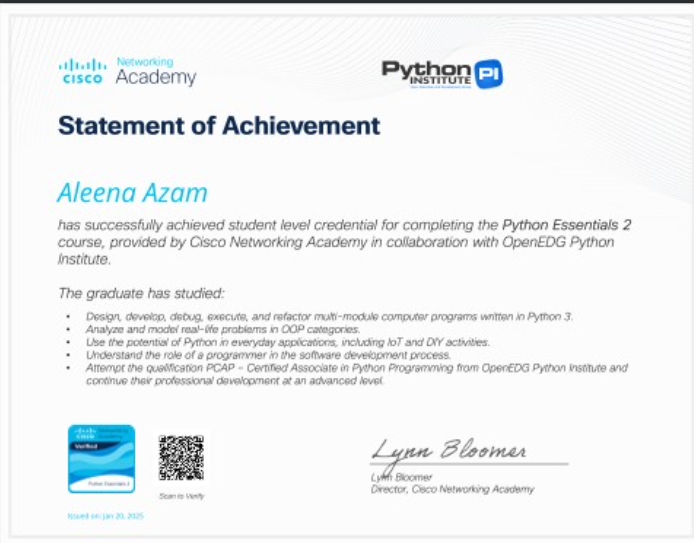 Networking
CISCO Academy
Python
INSTITUTE
PI
Statement of Achievement
Aleena Azam
has successfully achieved student level credential for completing the Python Essentials 2
course, provided by Cisco Networking Academy in collaboration with OpenEDG Python
Institute.
The graduate has studied:
• Design, develop, debug, execute, and refactor multi-module computer programs written in Python 3.
• Analyze and model real-life problems in OOP categories.
• Use the potential of Python in everyday applications, including IoT and DIY activities.
• Understand the role of a programmer in the software development process.
• Attempt the qualification PCAP – Certified Associate in Python Programming from OpenEDG Python Institute and
continue their professional development at an advanced level.
Verified
Python Essentials 2
Scan to Verify
Lynn Bloomer
Lynn Bloomer
Director, Cisco Networking Academy
Issued on: Jan 20, 2025